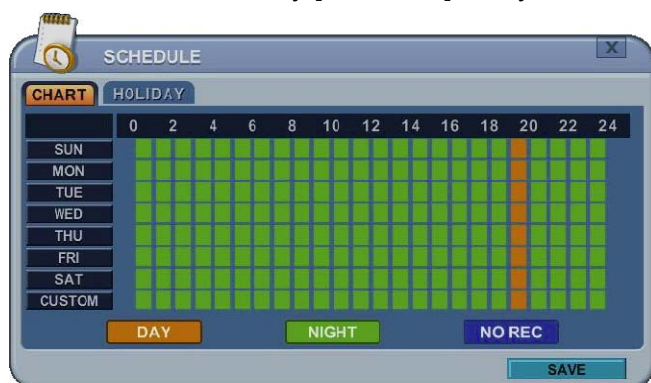 SCHEDULE X
CHART HOLIDAY
0 2 4 6 8 10 12 14 16 18 20 22 24
SUN
MON
TUE
WED
THU
FRI
SAT
CUSTOM
DAY NIGHT NO REC
SAVE